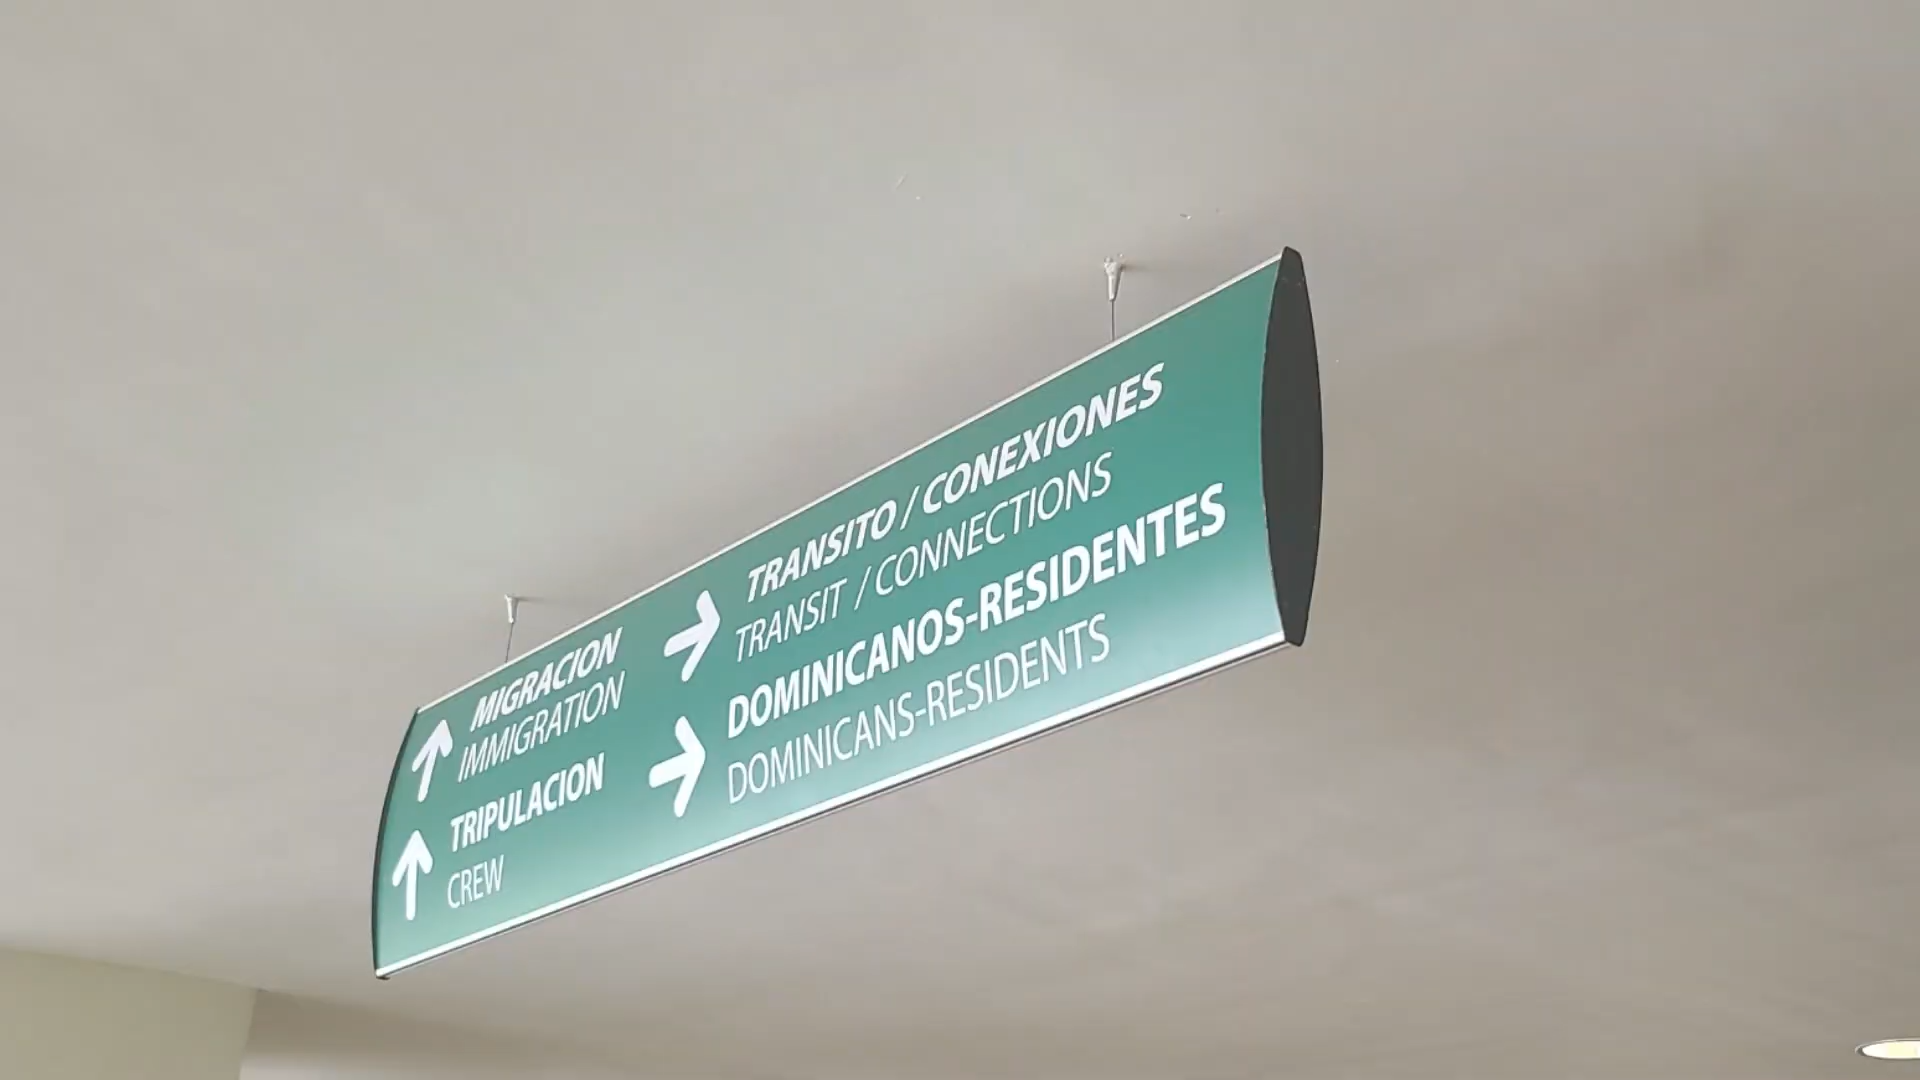 MIGRACION
IMMIGRATION
TRIPULACION
CREW
TRANSITO / CONEXIONES
TRANSIT / CONNECTIONS
DOMINICANOS-RESIDENTES
DOMINICANS-RESIDENTS